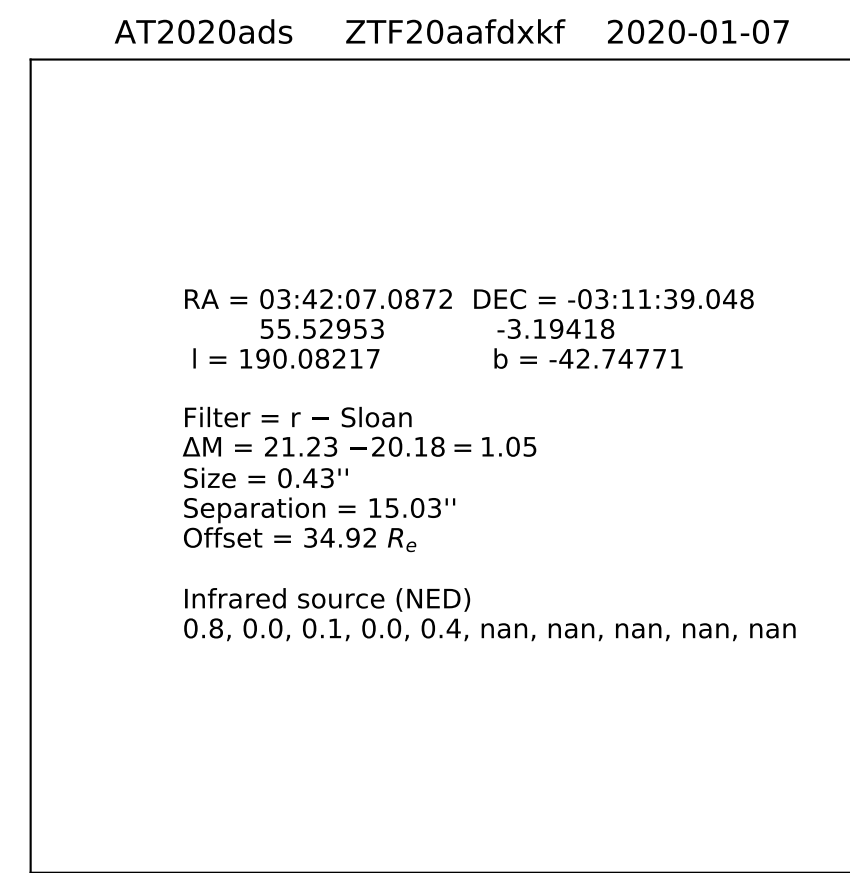 AT2020ads ZTF20aafdxkf 2020-01-07
RA = 03:42:07.0872 DEC = -03:11:39.048
55.52953 -3.19418
l = 190.08217 b = -42.74771
Filter = r − Sloan
ΔM = 21.23 −20.18 = 1.05
Size = 0.43''
Separation = 15.03''
Offset = 34.92 Re
Infrared source (NED)
0.8, 0.0, 0.1, 0.0, 0.4, nan, nan, nan, nan, nan